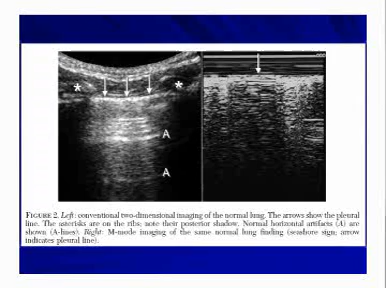 * *
A
A
FIGURE 2. Left: conventional two-dimensional imaging of the normal lung. The arrows show the pleural
line. The asterisks are on the ribs; note their posterior shadow. Normal horizontal artifacts (A) are
shown (A-lines). Right: M-mode imaging of the same normal lung finding (seashore sign; arrow
indicates pleural line).